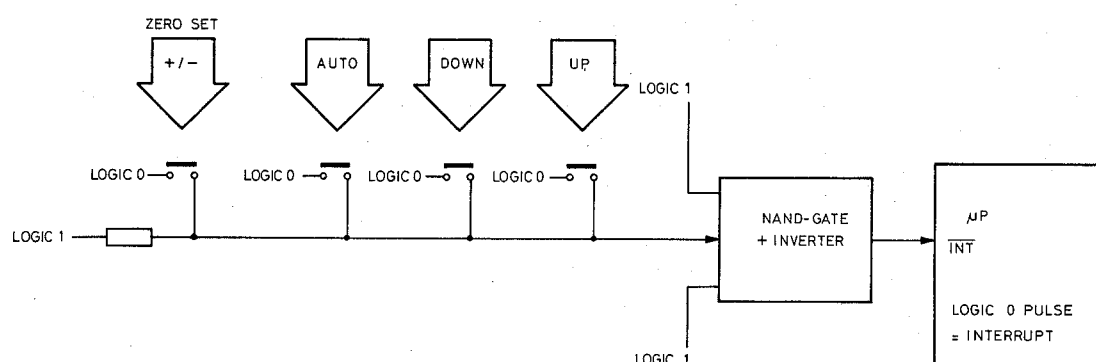 ZERO SET
+/-
AUTO
DOWN
UP
LOGIC 1
LOGIC 0
LOGIC 0
LOGIC 0
LOGIC 0
LOGIC 1
NAND-GATE
+ INVERTER
μP
INT
LOGIC 0 PULSE
= INTERRUPT
LOGIC 1